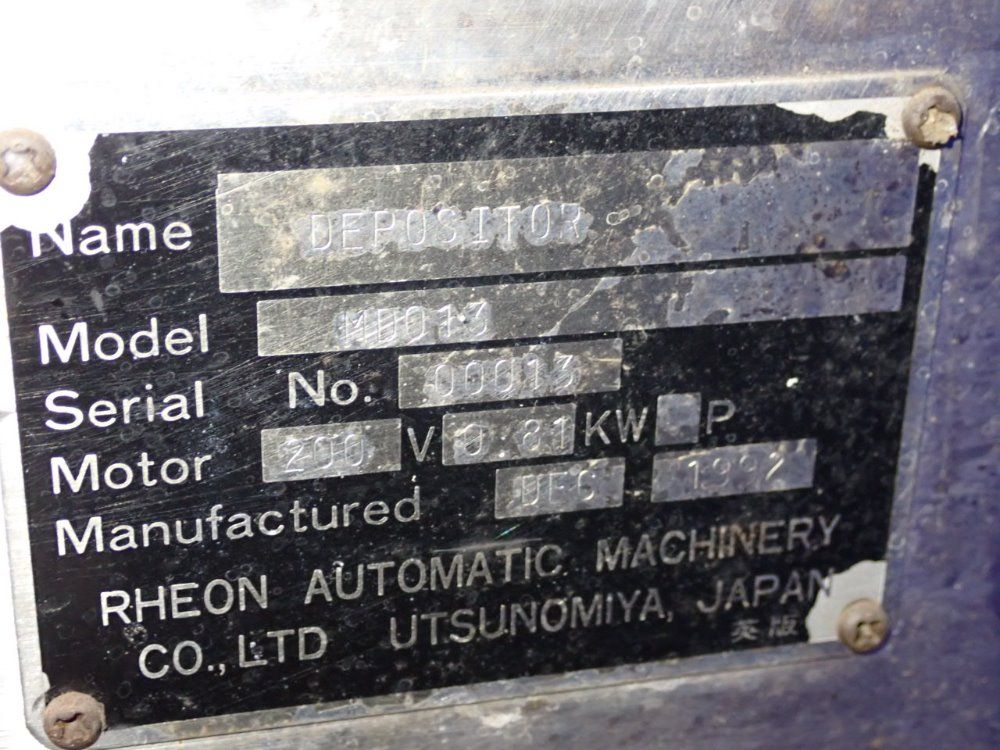 Name DEPOSITOR
Model MD013
Serial No. 00013
Motor 200 V 0.81 KW P
Manufactured DEC 1992
RHEON AUTOMATIC MACHINERY
CO., LTD UTSUNOMIYA, JAPAN
英版